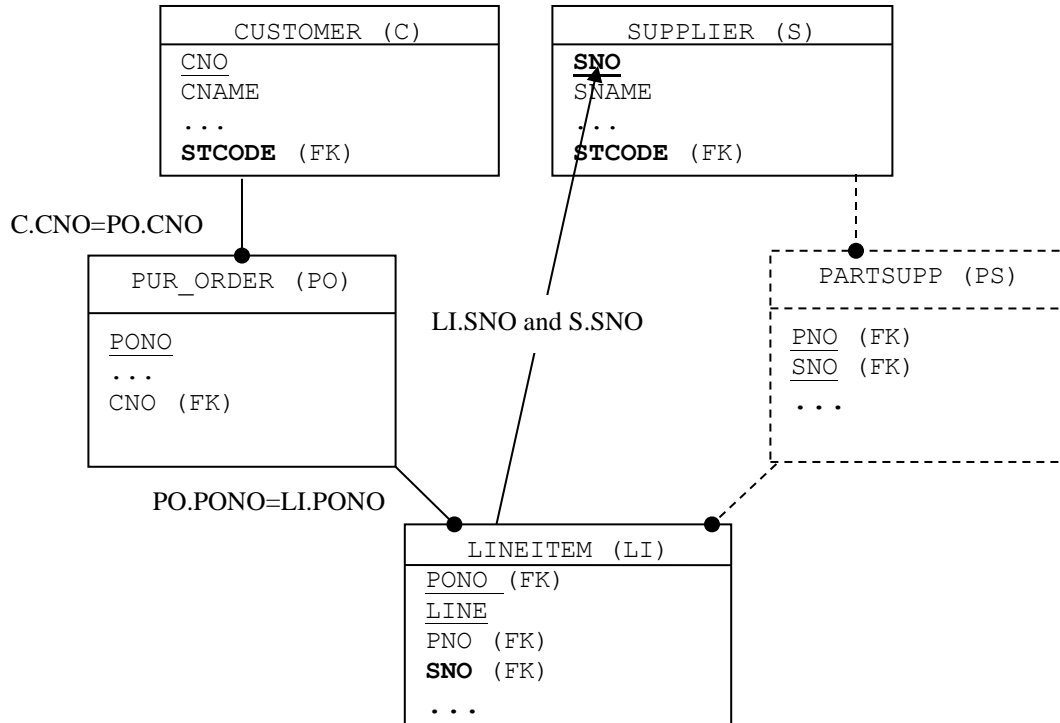 CUSTOMER (C)
CNO
CNAME
...
STCODE (FK)
SUPPLIER (S)
SNO
SNAME
...
STCODE (FK)
C.CNO=PO.CNO
PUR_ORDER (PO)
PONO
...
CNO (FK)
LI.SNO and S.SNO
PARTSUPP (PS)
PNO (FK)
SNO (FK)
...
PO.PONO=LI.PONO
LINEITEM (LI)
PONO (FK)
LINE
PNO (FK)
SNO (FK)
...